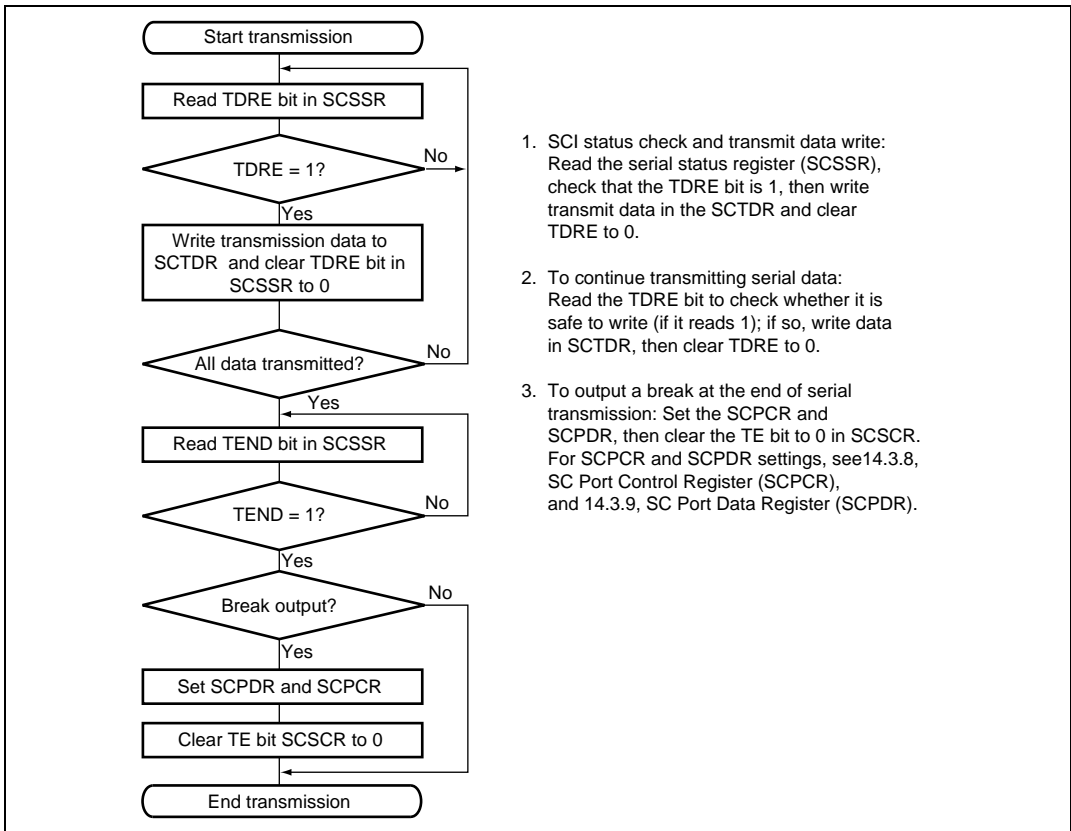 Start transmission
Read TDRE bit in SCSSR
TDRE = 1?
No
Yes
Write transmission data to
SCTDR and clear TDRE bit in
SCSSR to 0
All data transmitted?
No
Yes
Read TEND bit in SCSSR
TEND = 1?
No
Yes
Break output?
No
Yes
Set SCPDR and SCPCR
Clear TE bit SCSCR to 0
End transmission
1. SCI status check and transmit data write:
Read the serial status register (SCSSR),
check that the TDRE bit is 1, then write
transmit data in the SCTDR and clear
TDRE to 0.
2. To continue transmitting serial data:
Read the TDRE bit to check whether it is
safe to write (if it reads 1); if so, write data
in SCTDR, then clear TDRE to 0.
3. To output a break at the end of serial
transmission: Set the SCPCR and
SCPDR, then clear the TE bit to 0 in SCSCR.
For SCPCR and SCPDR settings, see14.3.8,
SC Port Control Register (SCPCR),
and 14.3.9, SC Port Data Register (SCPDR).